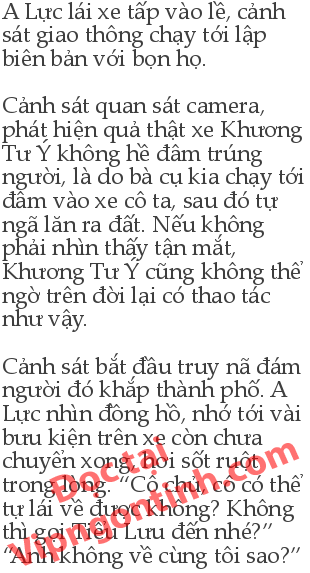 A Lực lái xe tấp vào lề, cảnh
sát giao thông chạy tới lập
biên bản với bọn họ.

Cảnh sát quan sát camera,
phát hiện quả thật xe Khương
Tư Ý không hề đâm trúng
người, là do bà cụ kia chạy tới
đâm vào xe cô ta, sau đó tự
ngã lăn ra đất. Nếu không
phải nhìn thấy tận mắt,
Khương Tư Ý cũng không thể
ngờ trên đời lại có thao tác
như vậy.

Cảnh sát bắt đầu truy nã đám
người đó khắp thành phố. A
Lực nhìn đồng hồ, nhớ tới vài
bưu kiện trên xe còn chưa
chuyển xong, hơi sốt ruột
trong lòng. “Cô chủ, cô có thể
tự lái về được không? Không
thì gọi Tiểu Lưu đến nhé?”
“Anh không về cùng tôi sao?”
Đọc tại
Vipngontinh.com